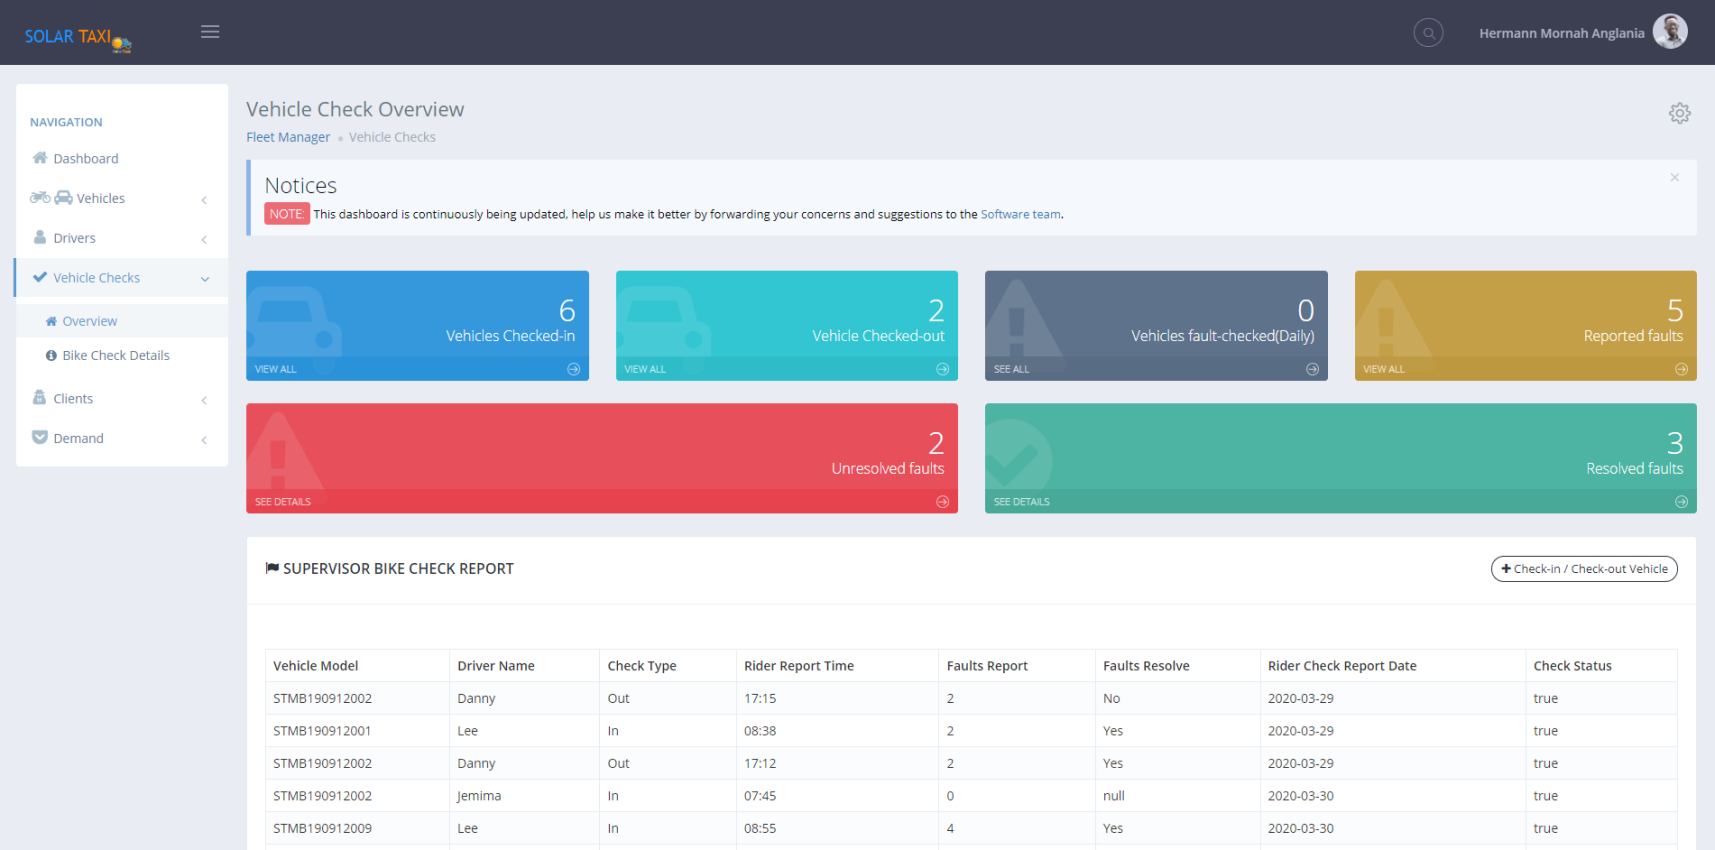 SOLAR TAXI
Hermann Mornah Anglania
NAVIGATION
Dashboard
Vehicles
Drivers
Vehicle Checks
Overview
Bike Check Details
Clients
Demand
Vehicle Check Overview
Fleet Manager • Vehicle Checks
Notices
×
NOTE: This dashboard is continuously being updated, help us make it better by forwarding your concerns and suggestions to the Software team.
6
Vehicles Checked-in
VIEW ALL
2
Vehicle Checked-out
VIEW ALL
0
Vehicles fault-checked(Daily)
SEE ALL
5
Reported faults
VIEW ALL
2
Unresolved faults
SEE DETAILS
3
Resolved faults
SEE DETAILS
SUPERVISOR BIKE CHECK REPORT
+ Check-in / Check-out Vehicle
Vehicle Model Driver Name Check Type Rider Report Time Faults Report Faults Resolve Rider Check Report Date Check Status
STMB190912002 Danny Out 17:15 2 No 2020-03-29 true
STMB190912001 Lee In 08:38 2 Yes 2020-03-29 true
STMB190912002 Danny Out 17:12 2 Yes 2020-03-29 true
STMB190912002 Jemima In 07:45 0 null 2020-03-30 true
STMB190912009 Lee In 08:55 4 Yes 2020-03-30 true